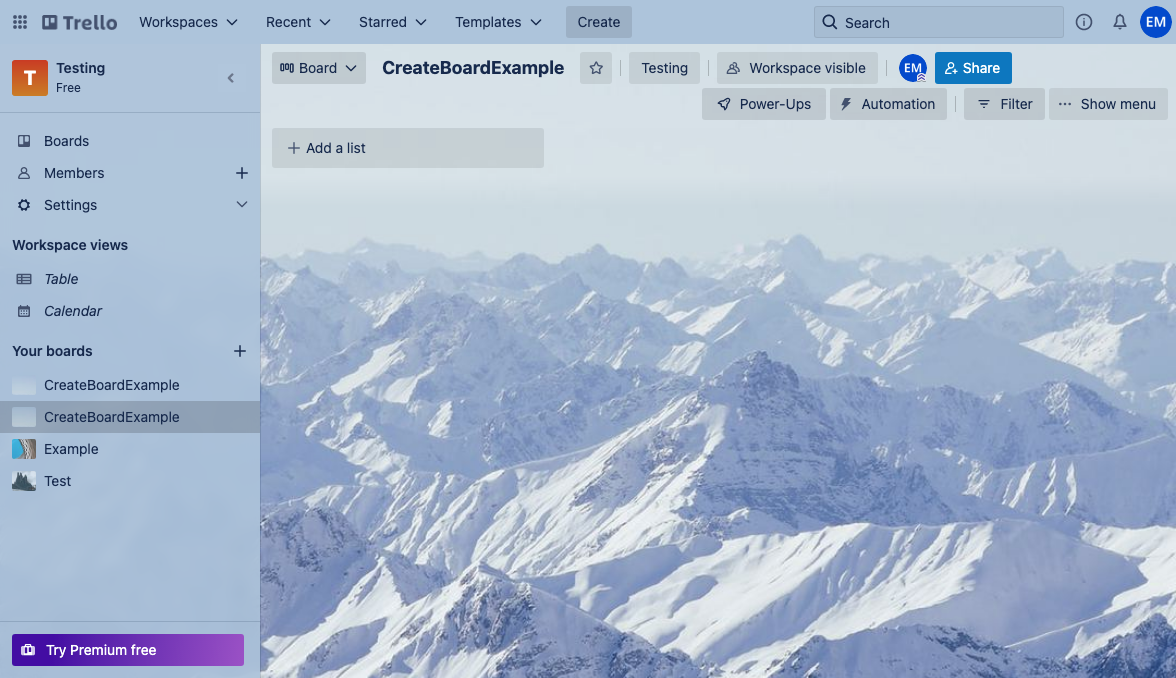 Trello Workspaces Recent Starred Templates Create Search EM
T Testing
Free
Boards
Members
Settings
Workspace views
Table
Calendar
Your boards
CreateBoardExample
CreateBoardExample
Example
Test
Try Premium free
Board CreateBoardExample Testing Workspace visible EM Share
Power-Ups Automation Filter Show menu
Add a list